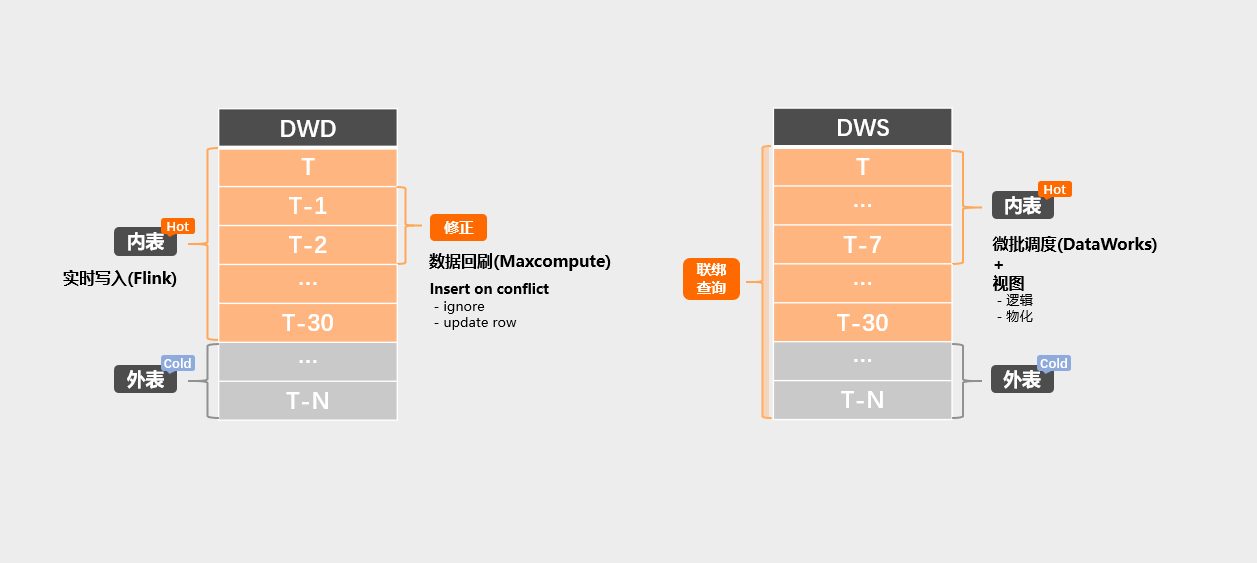 DWD
T
T-1
T-2
...
T-30
...
T-N
Hot
内表
实时写入(Flink)
Cold
外表
修正
数据回刷(Maxcompute)
Insert on conflict
- ignore
- update row
DWS
T
...
T-7
...
T-30
...
T-N
联绑
查询
Hot
内表
微批调度(DataWorks)
+
视图
- 逻辑
- 物化
Cold
外表